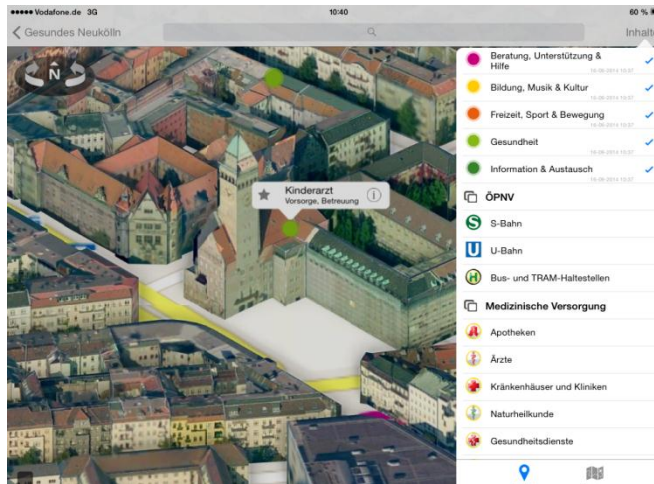 Vodafone.de 3G
10:40
60 %
Gesundes Neukölln
Inhalte
N
Kinderarzt
Vorsorge, Betreuung
Beratung, Unterstützung &
Hilfe
Bildung, Musik & Kultur
Freizeit, Sport & Bewegung
Gesundheit
Information & Austausch
ÖPNV
S
S-Bahn
U
U-Bahn
H
Bus- und TRAM-Haltestellen
Medizinische Versorgung
Apotheken
Ärzte
Kränkenhäuser und Kliniken
Naturheilkunde
Gesundheitsdienste